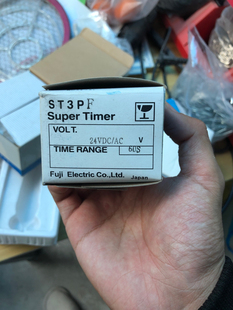 ST3PF
Super Timer
VOLT.
24VDC/AC V
TIME RANGE 60S
Fuji Electric Co.,Ltd. Japan